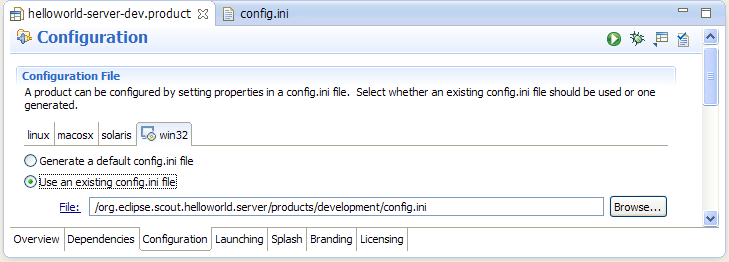 helloworld-server-dev.product config.ini
Configuration
Configuration File
A product can be configured by setting properties in a config.ini file. Select whether an existing config.ini file should be used or one
generated.
linux macosx solaris win32
Generate a default config.ini file
Use an existing config.ini file
File: /org.eclipse.scout.helloworld.server/products/development/config.ini Browse...
Overview Dependencies Configuration Launching Splash Branding Licensing